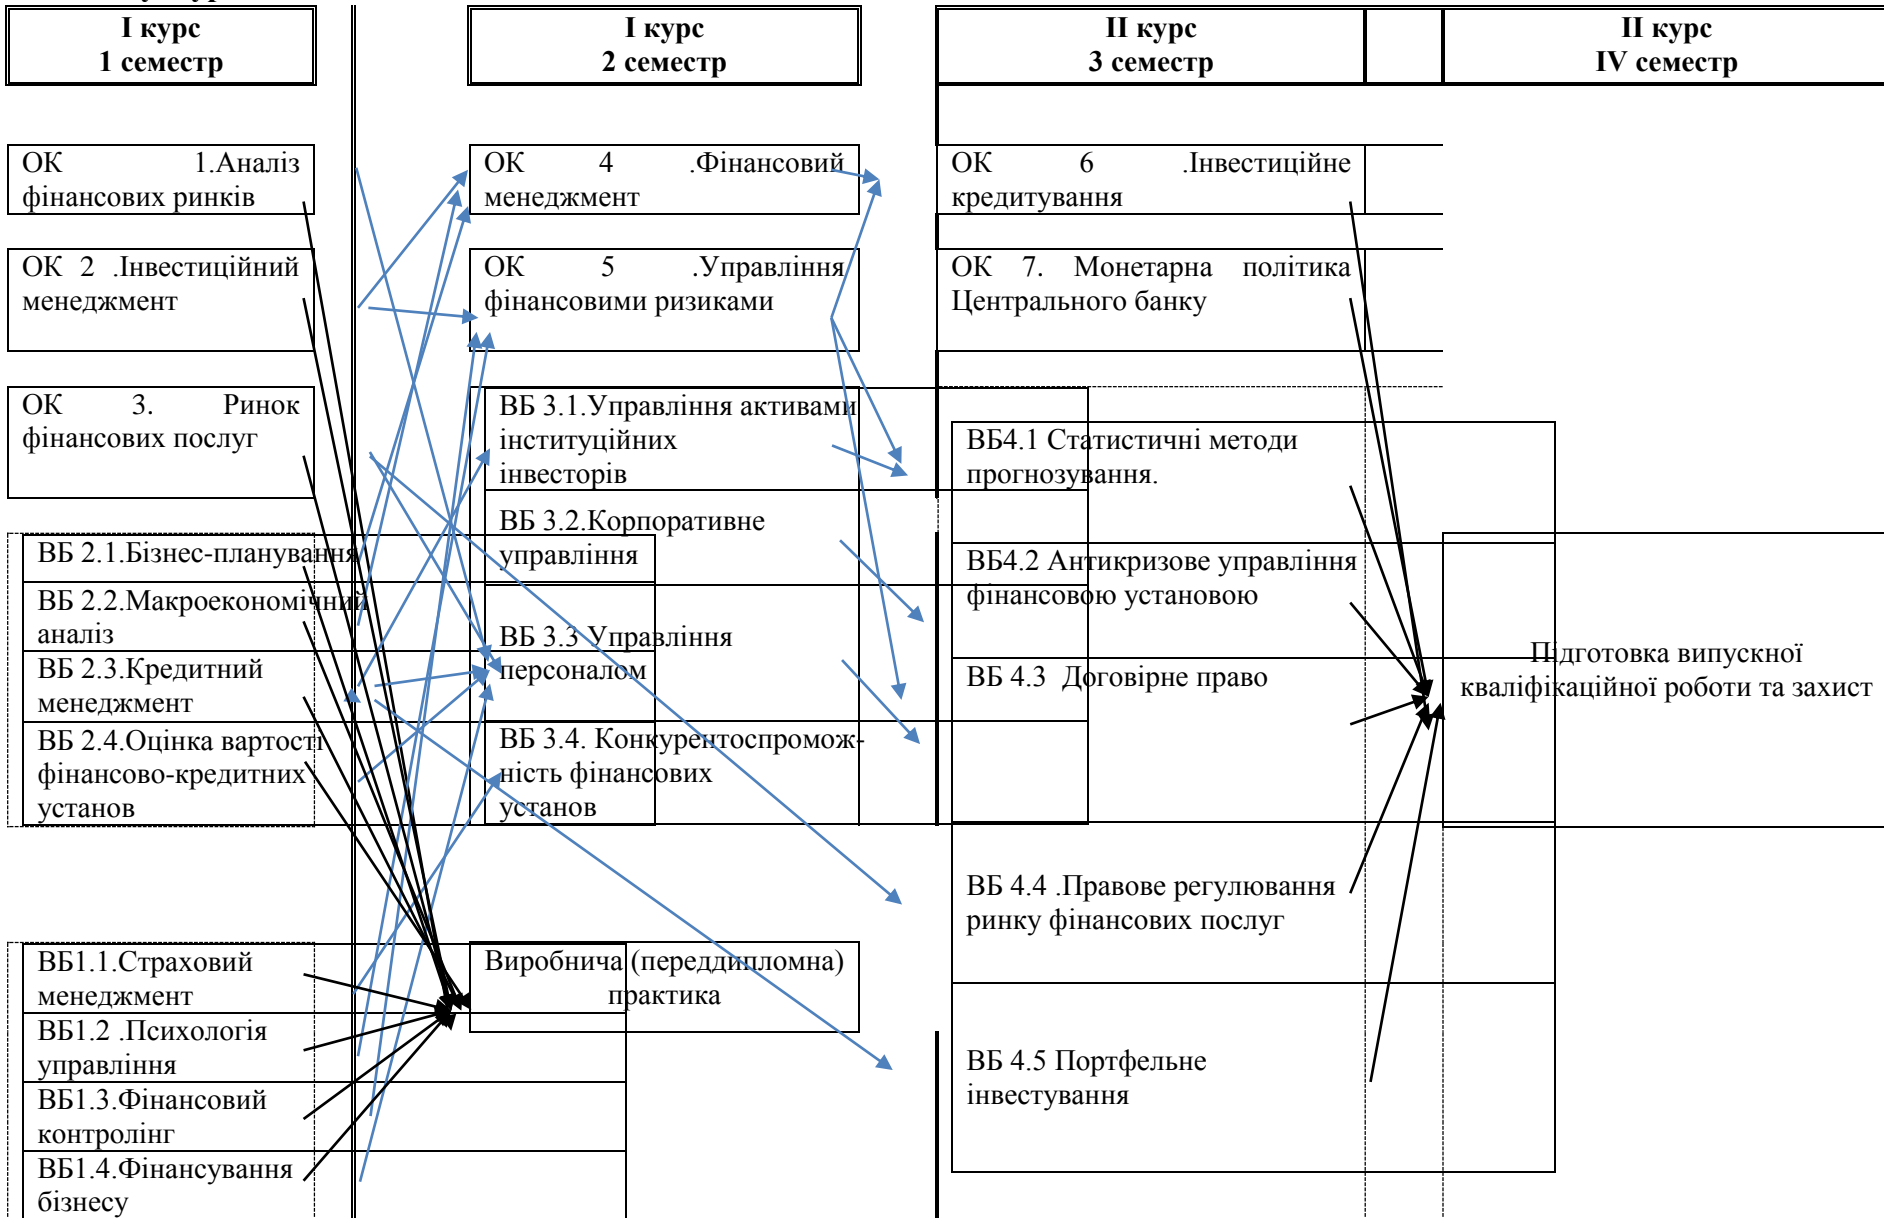 І курс
1 семестр
І курс
2 семестр
ІІ курс
3 семестр
ІІ курс
IV семестр
ОК 1.Аналіз
фінансових ринків
ОК 2 .Інвестиційний
менеджмент
ОК 3. Ринок
фінансових послуг
ВБ 2.1.Бізнес-планування
ВБ 2.2.Макроекономічний
аналіз
ВБ 2.3.Кредитний
менеджмент
ВБ 2.4.Оцінка вартості
фінансово-кредитних
установ
ВБ1.1.Страховий
менеджмент
ВБ1.2 .Психологія
управління
ВБ1.3.Фінансовий
контролінг
ВБ1.4.Фінансування
бізнесу
ОК 4 .Фінансовий
менеджмент
ОК 5 .Управління
фінансовими ризиками
ВБ 3.1.Управління активами
інституційних
інвесторів
ВБ 3.2.Корпоративне
управління
ВБ 3.3 Управління
персоналом
ВБ 3.4. Конкурентоспромож-
ність фінансових
установ
Виробнича (переддипломна)
практика
ОК 6 .Інвестиційне
кредитування
ОК 7. Монетарна політика
Центрального банку
ВБ4.1 Статистичні методи
прогнозування.
ВБ4.2 Антикризове управління
фінансовою установою
ВБ 4.3 Договірне право
ВБ 4.4 .Правове регулювання
ринку фінансових послуг
ВБ 4.5 Портфельне
інвестування
Підготовка випускної
кваліфікаційної роботи та захист